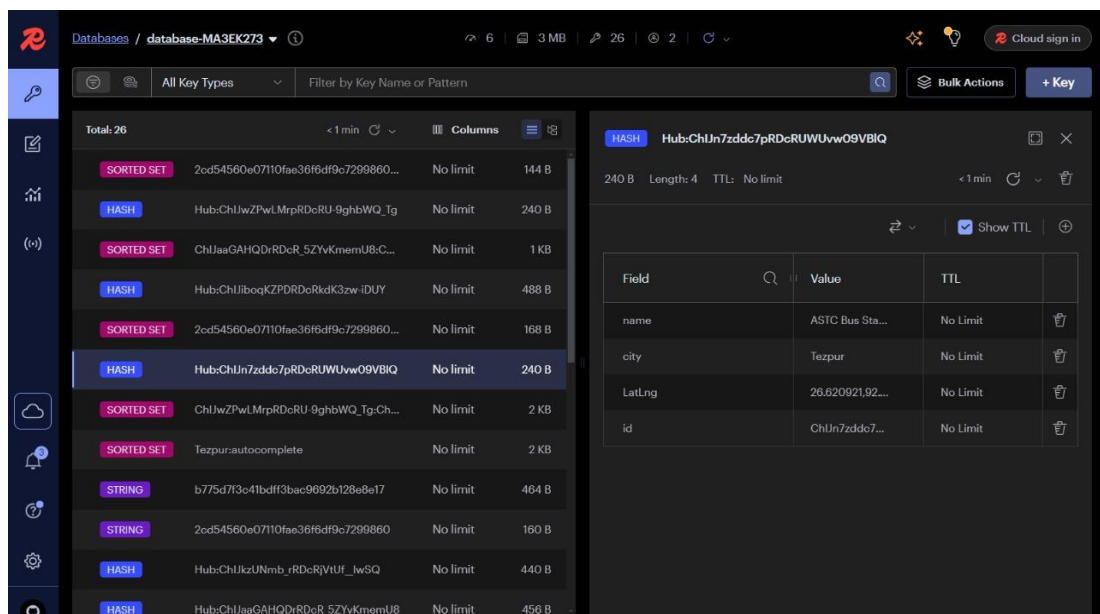 Databases / database-MA3EK273
6 3 MB 26 2
Cloud sign in
All Key Types Filter by Key Name or Pattern
Bulk Actions
+ Key
Total: 26 <1 min Columns
SORTED SET 2cd54560e07110fae36f6df9c7299860... No limit 144 B
HASH Hub:ChIJwZPwLMrpRDcRU-9ghbWQ_Tg No limit 240 B
SORTED SET ChIJaaGAHQDrRDcR_5ZYvKmemU8:C... No limit 1 KB
HASH Hub:ChIJiboqKZPDRDcRkdK3zw-iDUY No limit 488 B
SORTED SET 2cd54560e07110fae36f6df9c7299860... No limit 168 B
HASH Hub:ChIJn7zddc7pRDcRUWUvw09VBlQ No limit 240 B
SORTED SET ChIJwZPwLMrpRDcRU-9ghbWQ_Tg:Ch... No limit 2 KB
SORTED SET Tezpur:autocomplete No limit 2 KB
STRING b775d7f3c41bdff3bac9692b128e8e17 No limit 464 B
STRING 2cd54560e07110fae36f6df9c7299860 No limit 160 B
HASH Hub:ChIJkzUNmb_rRDcRjVtUf__IwSQ No limit 440 B
HASH Hub:ChIJaaGAHQDrRDcR_5ZYvKmemU8 No limit 456 B
HASH Hub:ChIJn7zddc7pRDcRUWUvw09VBlQ
240 B Length: 4 TTL: No limit <1 min
Show TTL
Field Value TTL
name ASTC Bus Sta... No Limit
city Tezpur No Limit
LatLng 26.620921,92.... No Limit
id ChIJn7zddc7... No Limit
3